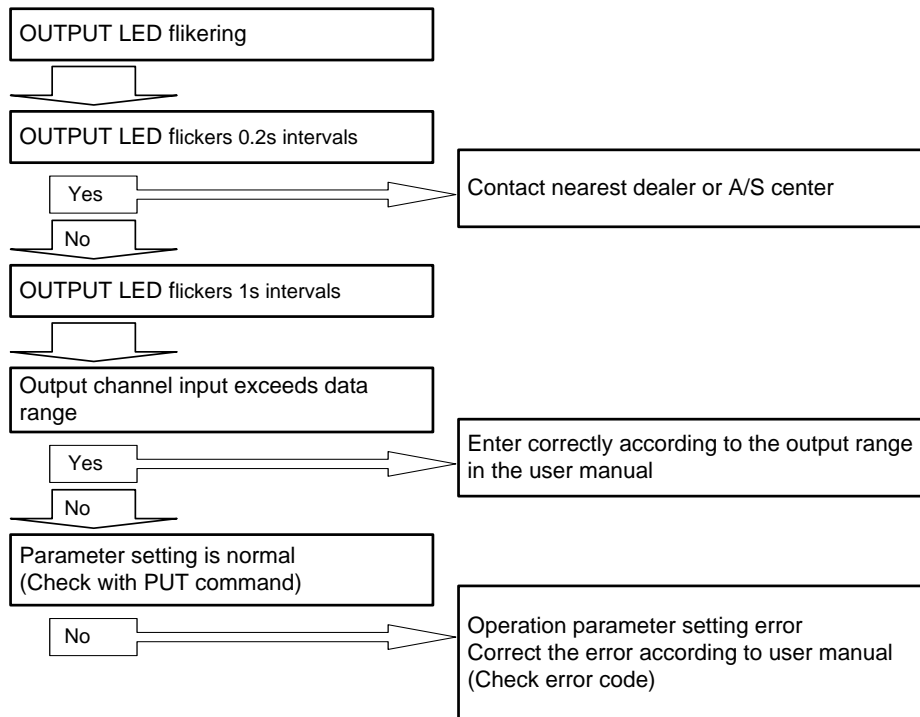 OUTPUT LED flikering
OUTPUT LED flickers 0.2s intervals
Yes
Contact nearest dealer or A/S center
No
OUTPUT LED flickers 1s intervals
Output channel input exceeds data
range
Yes
Enter correctly according to the output range
in the user manual
No
Parameter setting is normal
(Check with PUT command)
No
Operation parameter setting error
Correct the error according to user manual
(Check error code)